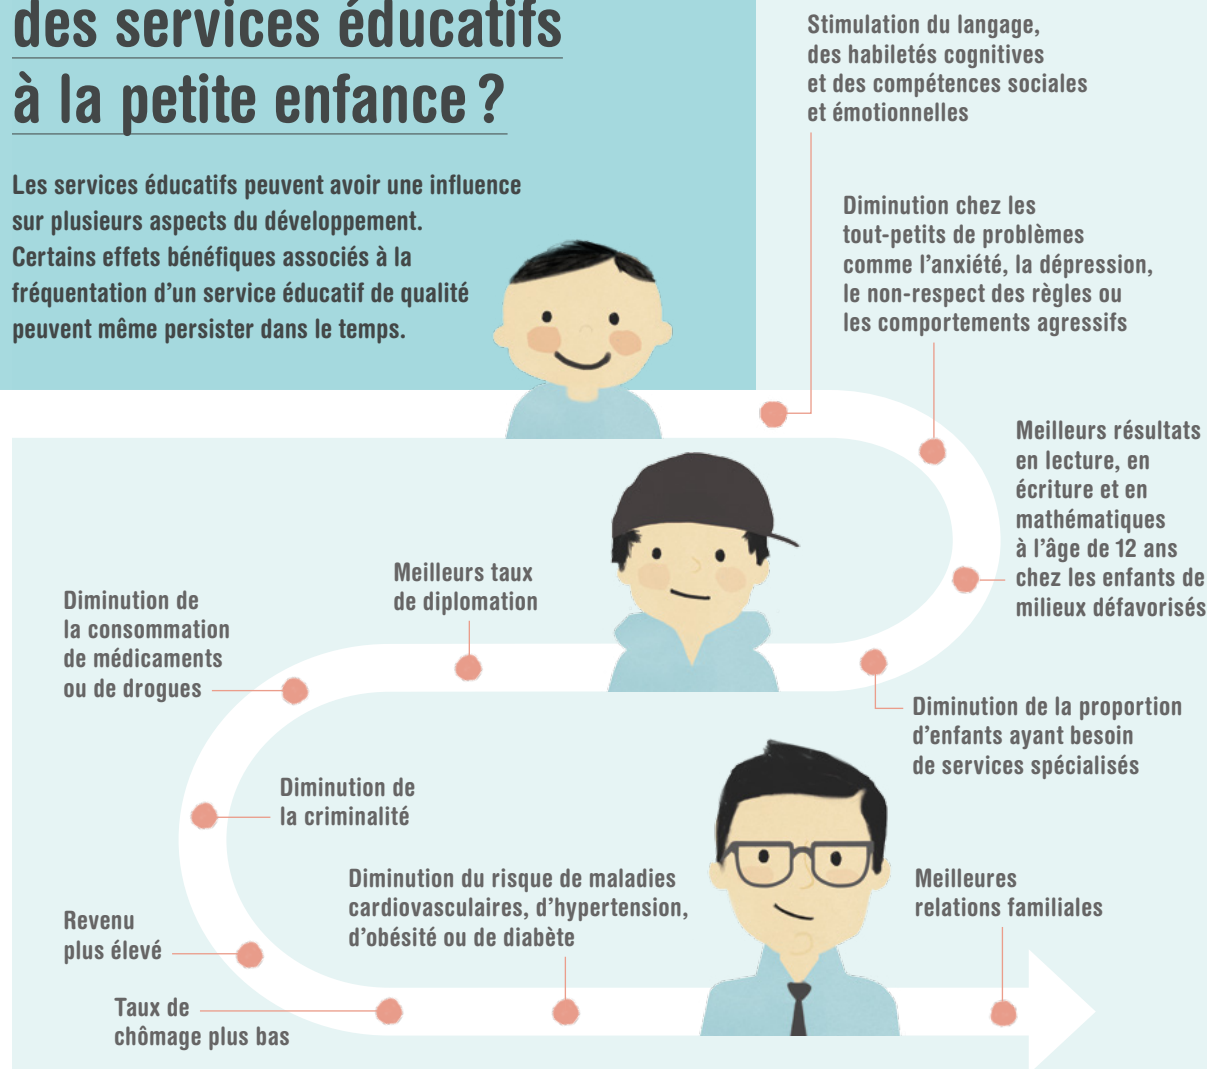 des services éducatifs
à la petite enfance ?
Les services éducatifs peuvent avoir une influence
sur plusieurs aspects du développement.
Certains effets bénéfiques associés à la
fréquentation d’un service éducatif de qualité
peuvent même persister dans le temps.
Stimulation du langage,
des habiletés cognitives
et des compétences sociales
et émotionnelles
Diminution chez les
tout-petits de problèmes
comme l’anxiété, la dépression,
le non-respect des règles ou
les comportements agressifs
Meilleurs résultats
en lecture, en
écriture et en
mathématiques
à l’âge de 12 ans
chez les enfants de
milieux défavorisés
Diminution de la proportion
d’enfants ayant besoin
de services spécialisés
Meilleurs taux
de diplomation
Diminution de
la consommation
de médicaments
ou de drogues
Diminution de
la criminalité
Revenu
plus élevé
Taux de
chômage plus bas
Diminution du risque de maladies
cardiovasculaires, d’hypertension,
d’obésité ou de diabète
Meilleures
relations familiales